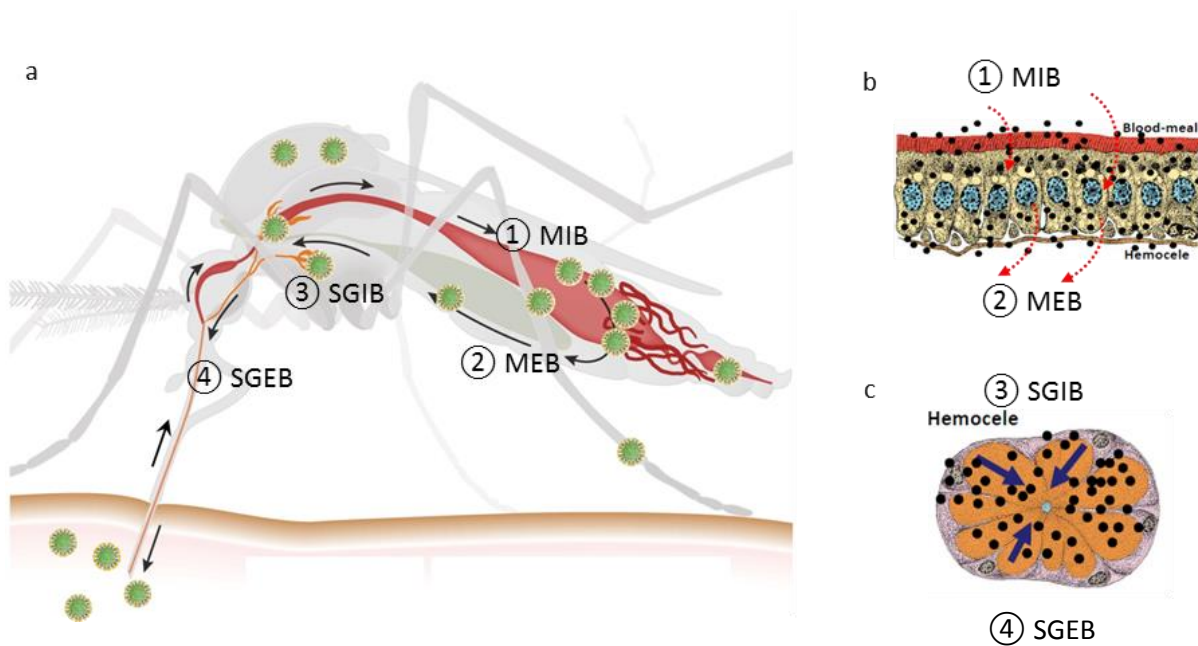 a
① MIB
③ SGIB
② MEB
④ SGEB
b
① MIB
Blood-meal
Hemocele
② MEB
c
③ SGIB
Hemocele
④ SGEB